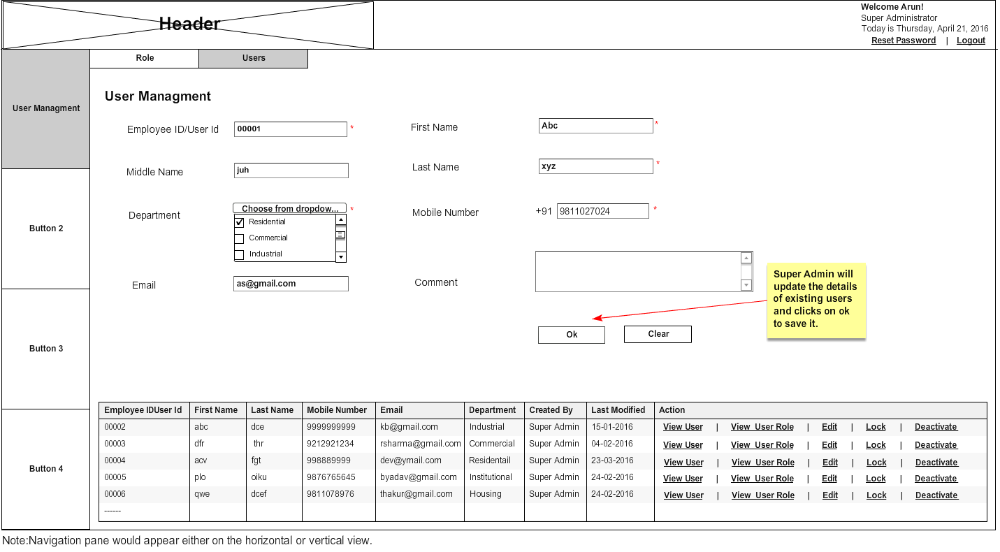 Header
Welcome Arun!
Super Administrator
Today is Thursday, April 21, 2016
Reset Password | Logout
Role Users
User Managment
Button 2
Button 3
Button 4
User Managment
Employee ID/User Id 00001 * First Name Abc *
Middle Name juh Last Name xyz *
Department Choose from dropdow... * Mobile Number +91 9811027024 *
Residential
Commercial
Industrial
Email as@gmail.com Comment
Super Admin will
update the details
of existing users
and clicks on ok
to save it.
Ok Clear
Employee IDUser Id First Name Last Name Mobile Number Email Department Created By Last Modified Action
00002 abc dce 9999999999 kb@gmail.com Industrial Super Admin 15-01-2016 View User | View User Role | Edit | Lock | Deactivate
00003 dfr thr 9212921234 rsharma@gmail.com Commercial Super Admin 04-02-2016 View User | View User Role | Edit | Lock | Deactivate
00004 acv fgt 998889999 dev@ymail.com Residentail Super Admin 23-03-2016 View User | View User Role | Edit | Lock | Deactivate
00005 plo oiku 9876765645 byadav@gmail.com Institutional Super Admin 24-02-2016 View User | View User Role | Edit | Lock | Deactivate
00006 qwe dcef 9811078976 thakur@gmail.com Housing Super Admin 24-02-2016 View User | View User Role | Edit | Lock | Deactivate
------
Note:Navigation pane would appear either on the horizontal or vertical view.